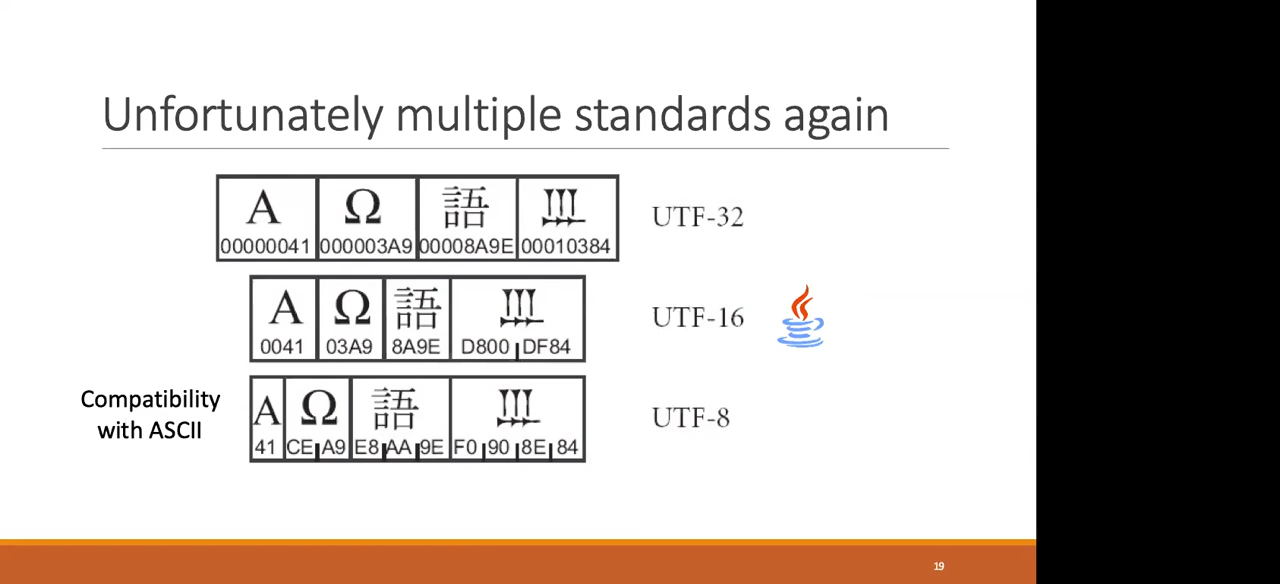 Unfortunately multiple standards again
A Ω 語 𐎄
00000041 000003A9 00008A9E 00010384
UTF-32
A Ω 語 𐎄
0041 03A9 8A9E D800 DF84
UTF-16
Compatibility
with ASCII
A Ω 語 𐎄
41 CE A9 E8 AA 9E F0 90 8E 84
UTF-8
19